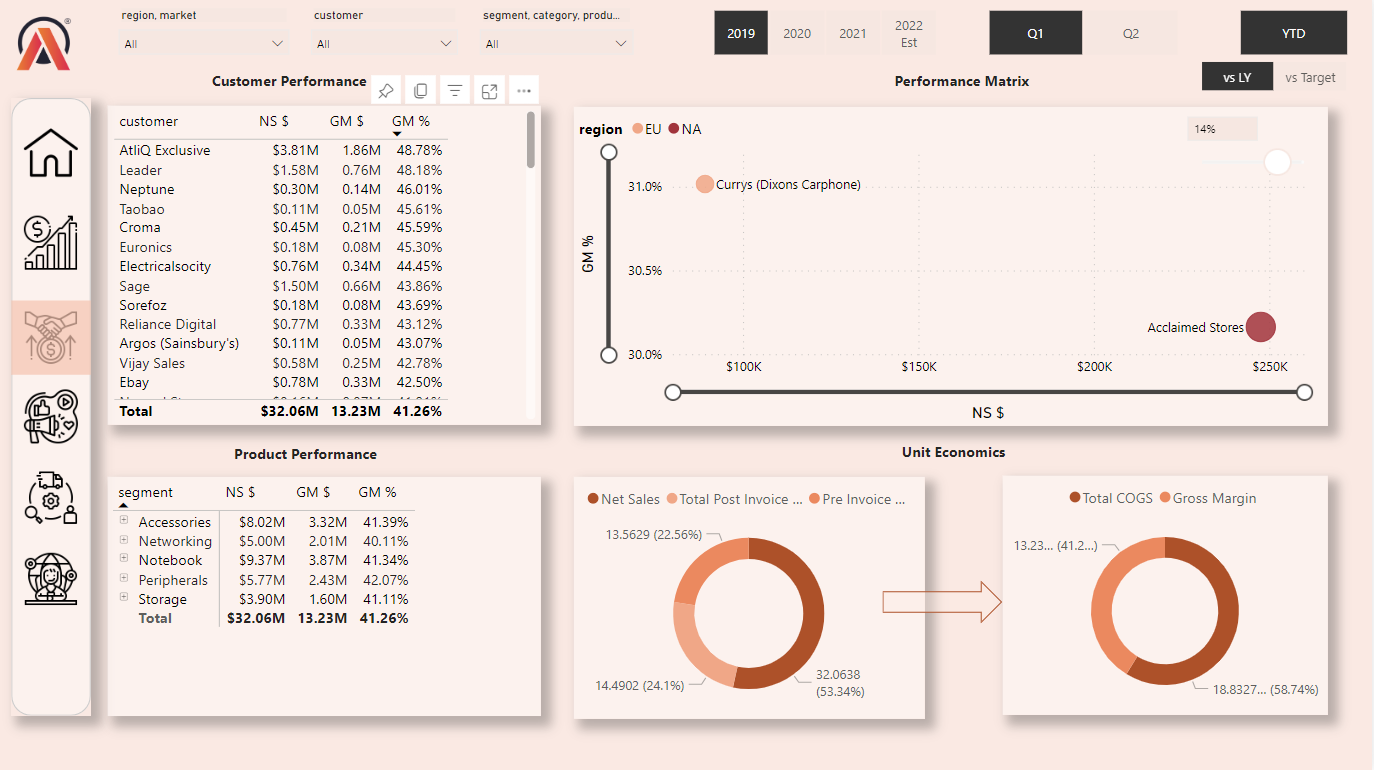 region, market
customer
segment, category, produ...
All
All
All
2019
2020
2021
2022
Est
Q1
Q2
YTD
vs LY
vs Target
Customer Performance
customer NS $ GM $ GM %
AtliQ Exclusive $3.81M 1.86M 48.78%
Leader $1.58M 0.76M 48.18%
Neptune $0.30M 0.14M 46.01%
Taobao $0.11M 0.05M 45.61%
Croma $0.45M 0.21M 45.59%
Euronics $0.18M 0.08M 45.30%
Electricalsocity $0.76M 0.34M 44.45%
Sage $1.50M 0.66M 43.86%
Sorefoz $0.18M 0.08M 43.69%
Reliance Digital $0.77M 0.33M 43.12%
Argos (Sainsbury's) $0.11M 0.05M 43.07%
Vijay Sales $0.58M 0.25M 42.78%
Ebay $0.78M 0.33M 42.50%
Total $32.06M 13.23M 41.26%
Performance Matrix
region EU NA
14%
31.0%
Currys (Dixons Carphone)
GM %
30.5%
Acclaimed Stores
30.0%
$100K $150K $200K $250K
NS $
Product Performance
segment NS $ GM $ GM %
Accessories $8.02M 3.32M 41.39%
Networking $5.00M 2.01M 40.11%
Notebook $9.37M 3.87M 41.34%
Peripherals $5.77M 2.43M 42.07%
Storage $3.90M 1.60M 41.11%
Total $32.06M 13.23M 41.26%
Unit Economics
Net Sales Total Post Invoice ... Pre Invoice ...
13.5629 (22.56%)
14.4902 (24.1%)
32.0638
(53.34%)
Total COGS Gross Margin
13.23... (41.2...)
18.8327... (58.74%)